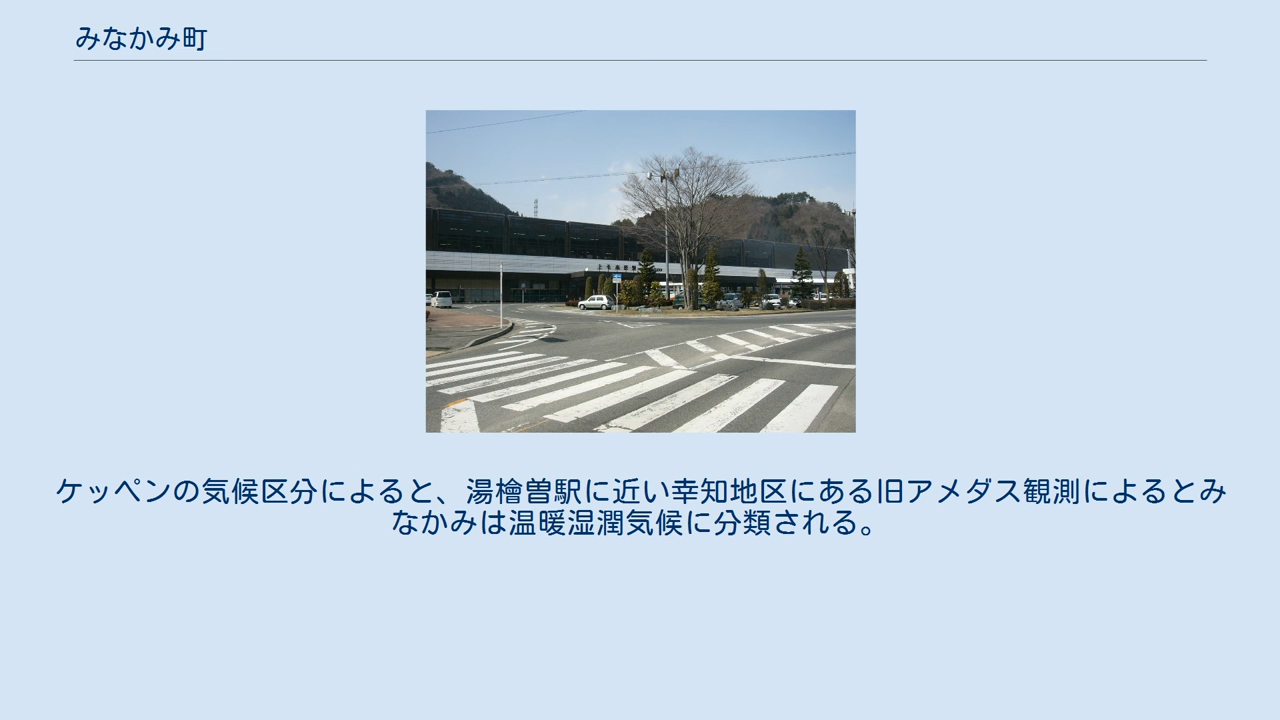 みなかみ町
ケッペンの気候区分によると、湯檜曽駅に近い幸知地区にある旧アメダス観測によるとみ
なかみは温暖湿潤気候に分類される。